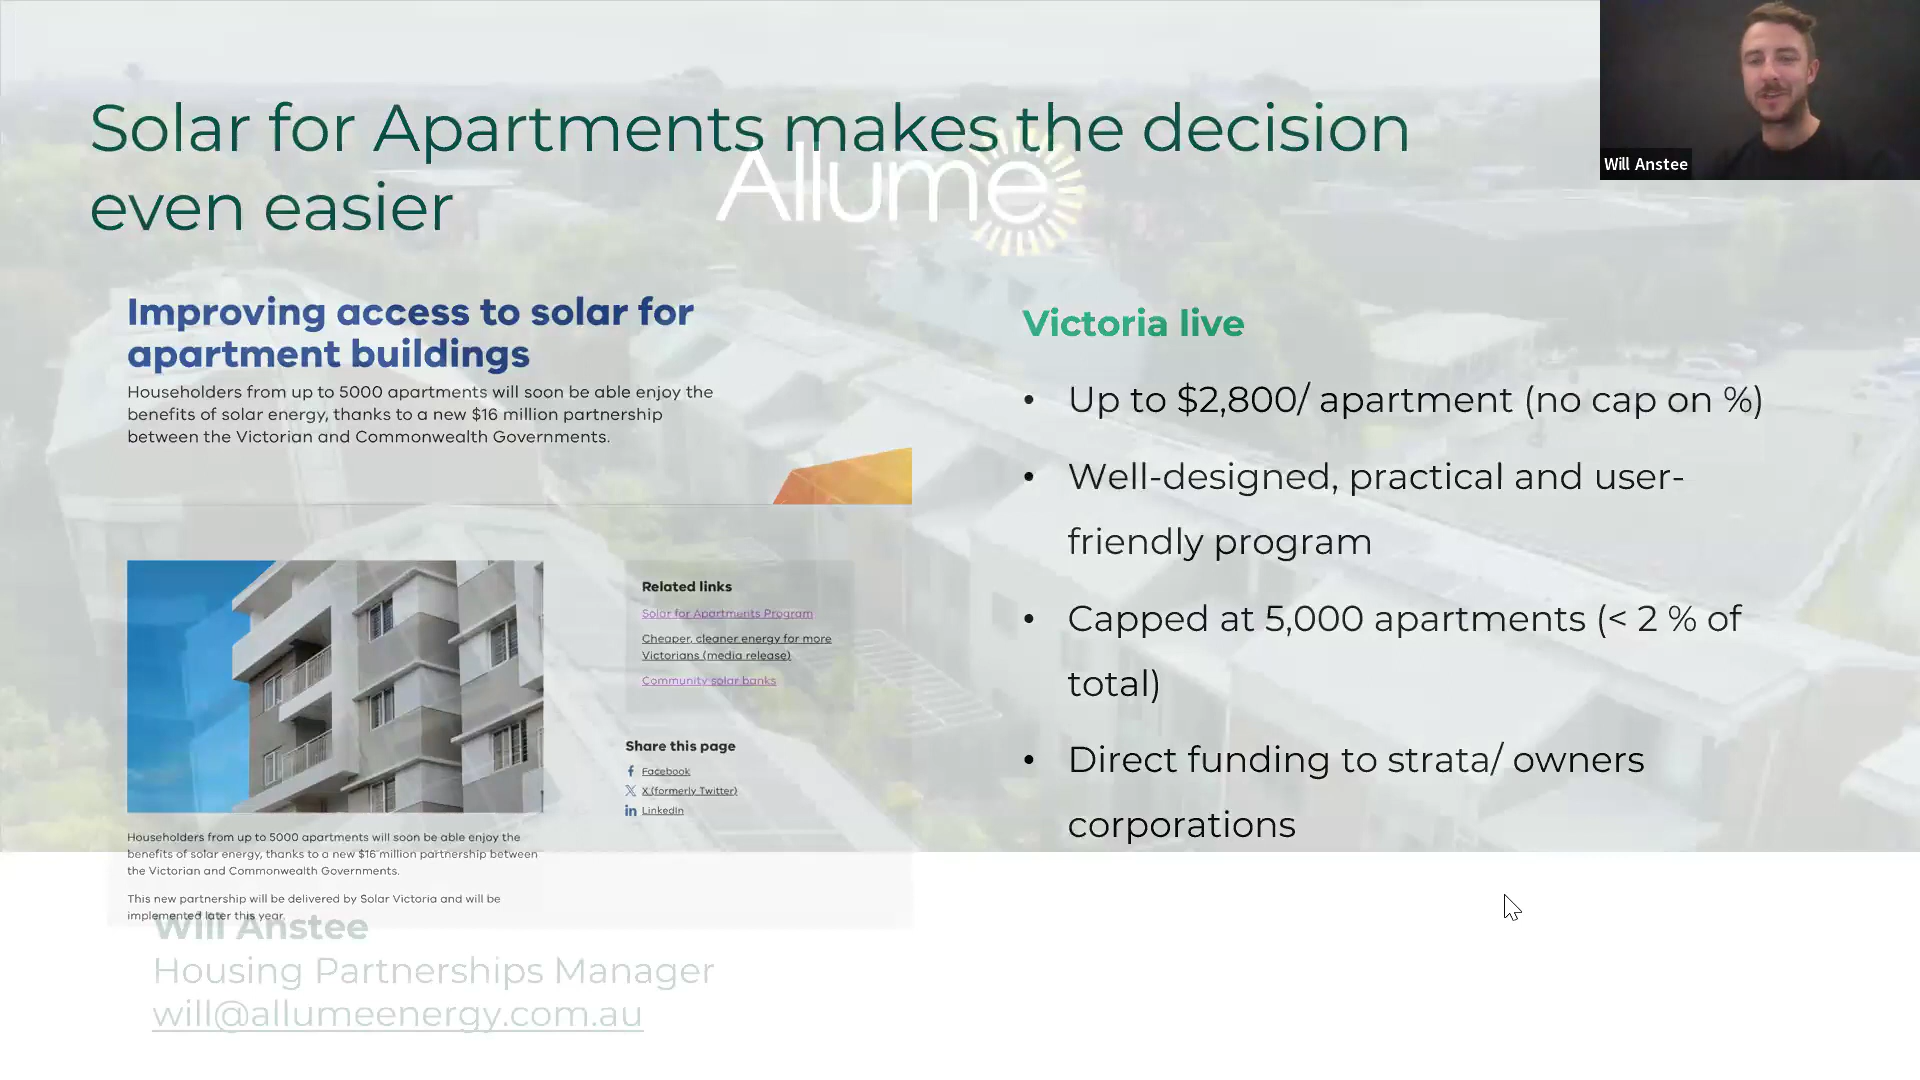 Solar for Apartments makes the decision
even easier
Allume
Will Anstee
Improving access to solar for
apartment buildings
Householders from up to 5000 apartments will soon be able enjoy the
benefits of solar energy, thanks to a new $16 million partnership
between the Victorian and Commonwealth Governments.
Related links
Solar for Apartments Program
Cheaper, cleaner energy for more
Victorians (media release)
Community solar banks
Share this page
Facebook
X (formerly Twitter)
LinkedIn
Householders from up to 5000 apartments will soon be able enjoy the
benefits of solar energy, thanks to a new $16 million partnership between
the Victorian and Commonwealth Governments.
This new partnership will be delivered by Solar Victoria and will be
implemented later this year.
Victoria live
• Up to $2,800/ apartment (no cap on %)
• Well-designed, practical and user-
friendly program
• Capped at 5,000 apartments (< 2 % of
total)
• Direct funding to strata/ owners
corporations
Will Anstee
Housing Partnerships Manager
will@allumeenergy.com.au